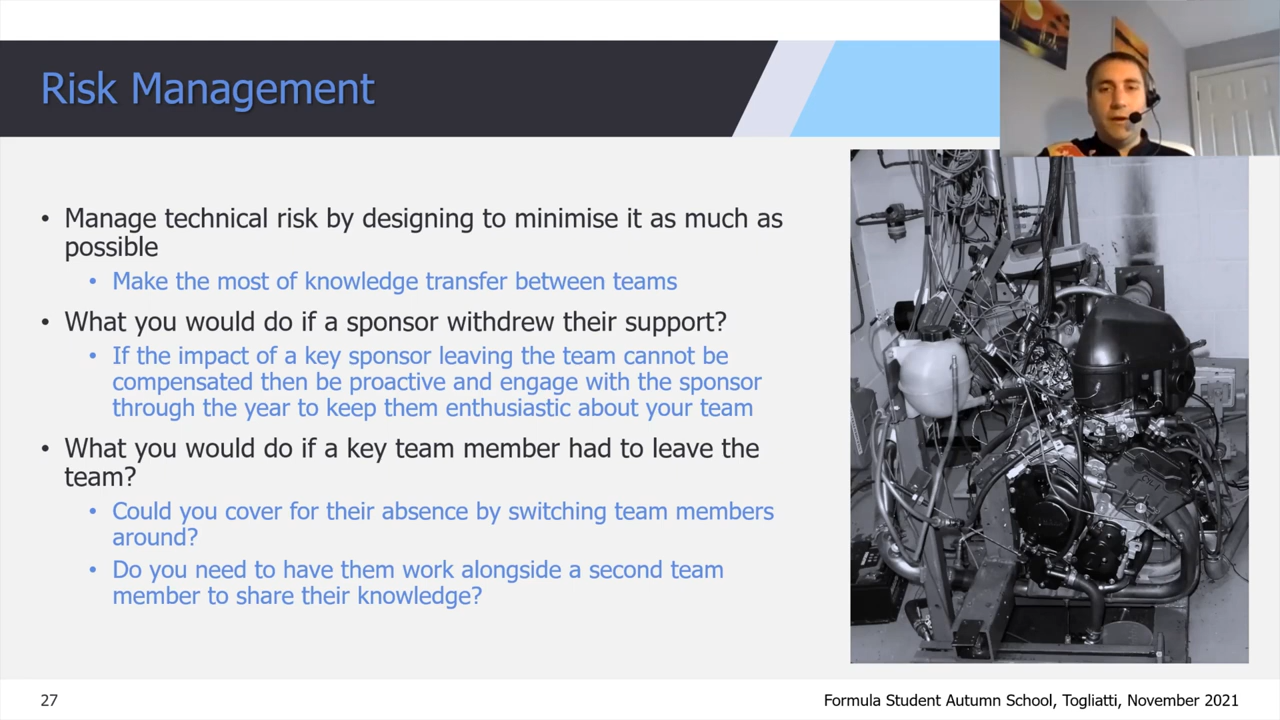 Risk Management
• Manage technical risk by designing to minimise it as much as
possible
• Make the most of knowledge transfer between teams
• What you would do if a sponsor withdrew their support?
• If the impact of a key sponsor leaving the team cannot be
compensated then be proactive and engage with the sponsor
through the year to keep them enthusiastic about your team
• What you would do if a key team member had to leave the
team?
• Could you cover for their absence by switching team members
around?
• Do you need to have them work alongside a second team
member to share their knowledge?
27
Formula Student Autumn School, Togliatti, November 2021